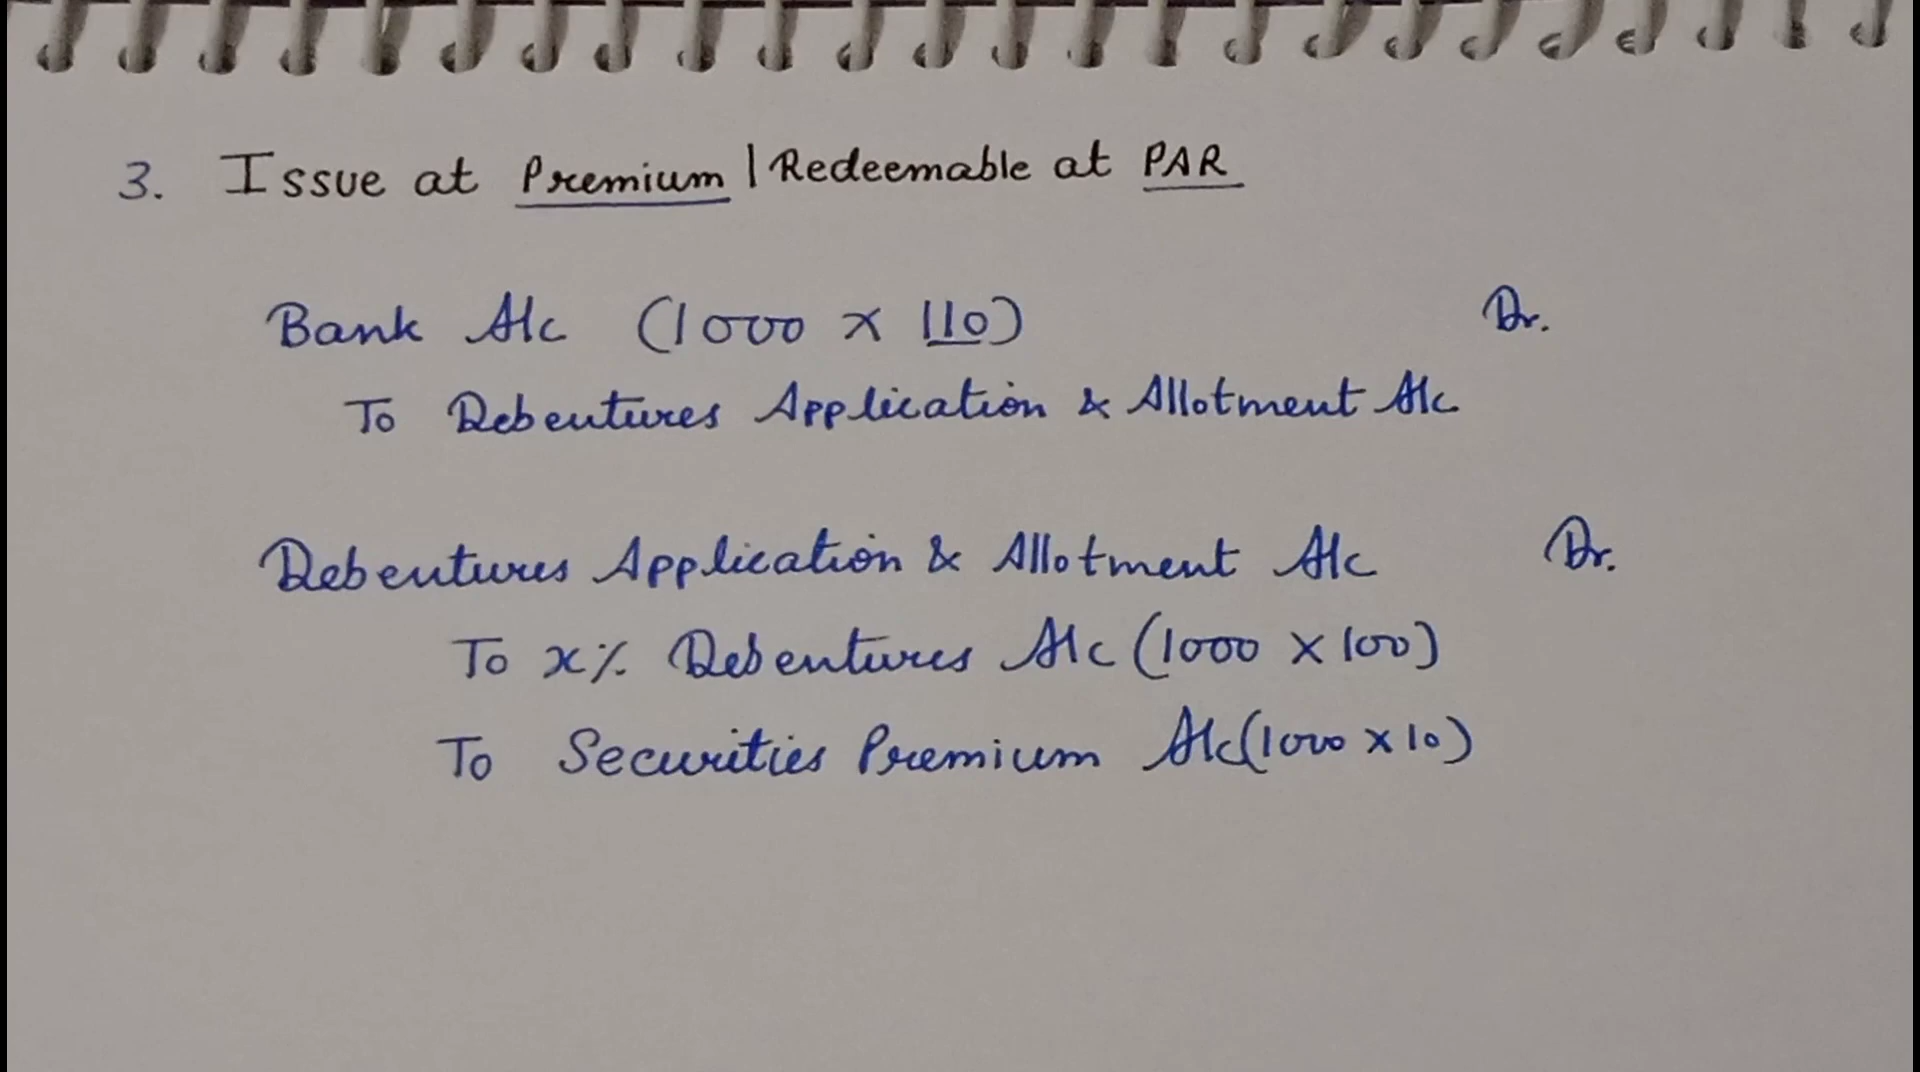 3. Issue at Premium | Redeemable at PAR
Bank A/c (1000 x 110) Dr.
To Debentures Application & Allotment A/c
Debentures Application & Allotment A/c Dr.
To x% Debentures A/c (1000 x 100)
To Securities Premium A/c (1000 x 10)